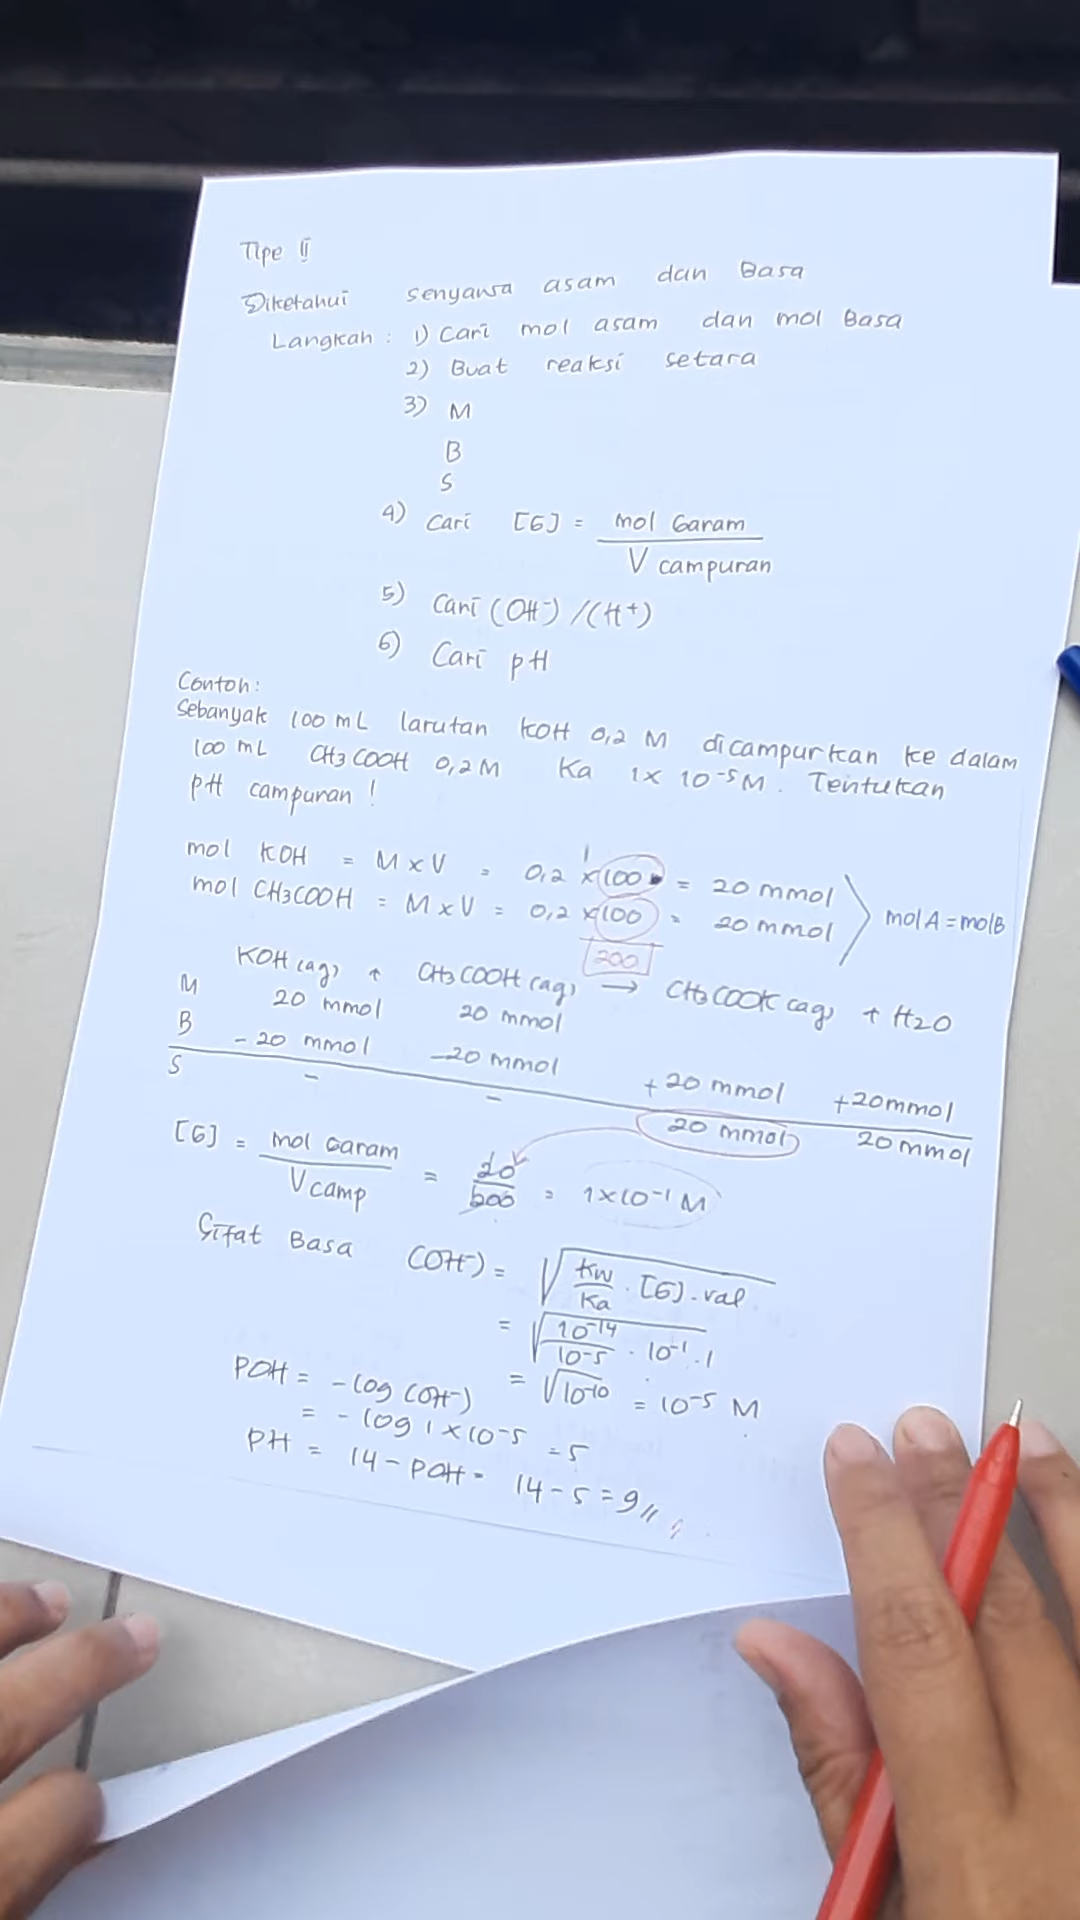 Tipe II
Diketahui senyawa asam dan Basa
Langkah : 1) Cari mol asam dan mol Basa
2) Buat reaksi setara
3) M
B
S
4) Cari [G] = mol Garam / V campuran
5) Cari (OH⁻) / (H⁺)
6) Cari pH
Contoh:
Sebanyak 100 mL larutan KOH 0,2 M dicampurkan ke dalam
100 mL CH3COOH 0,2 M Ka 1x 10⁻⁵ M. Tentukan
pH campuran !
mol KOH = M x V = 0,2 x 100 = 20 mmol
mol CH3COOH = M x V = 0,2 x 100 = 20 mmol
mol A = mol B
200
KOH (aq) + CH3COOH (aq) → CH3COOK (aq) + H2O
M 20 mmol 20 mmol
B - 20 mmol - 20 mmol + 20 mmol + 20 mmol
S - - 20 mmol 20 mmol
[G] = mol Garam / V camp = 20 / 200 = 1x10⁻¹ M
Sifat Basa (OH⁻) = √ Kw / Ka . [G] . val
= √ 10⁻¹⁴ / 10⁻⁵ . 10⁻¹ . 1
= √10⁻¹⁰ = 10⁻⁵ M
POH = - log (OH⁻)
= - log 1 x 10⁻⁵ = 5
PH = 14 - POH = 14 - 5 = 9 //